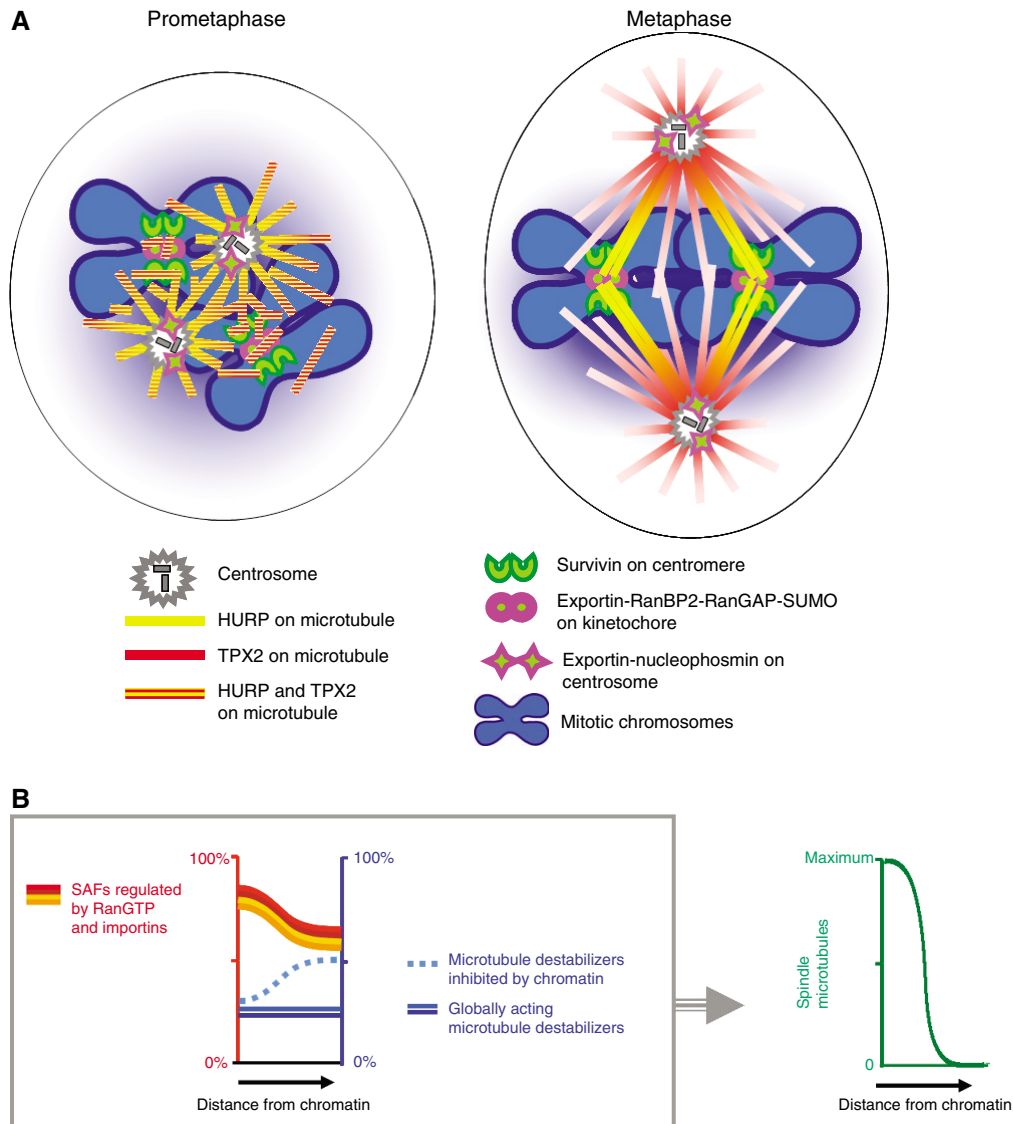 A
Prometaphase
Metaphase
Centrosome
HURP on microtubule
TPX2 on microtubule
HURP and TPX2
on microtubule
Survivin on centromere
Exportin-RanBP2-RanGAP-SUMO
on kinetochore
Exportin-nucleophosmin on
centrosome
Mitotic chromosomes
B
SAFs regulated
by RanGTP
and importins
100%
0%
100%
0%
Distance from chromatin
Microtubule destabilizers
inhibited by chromatin
Globally acting
microtubule destabilizers
Maximum
Spindle
microtubules
0
Distance from chromatin